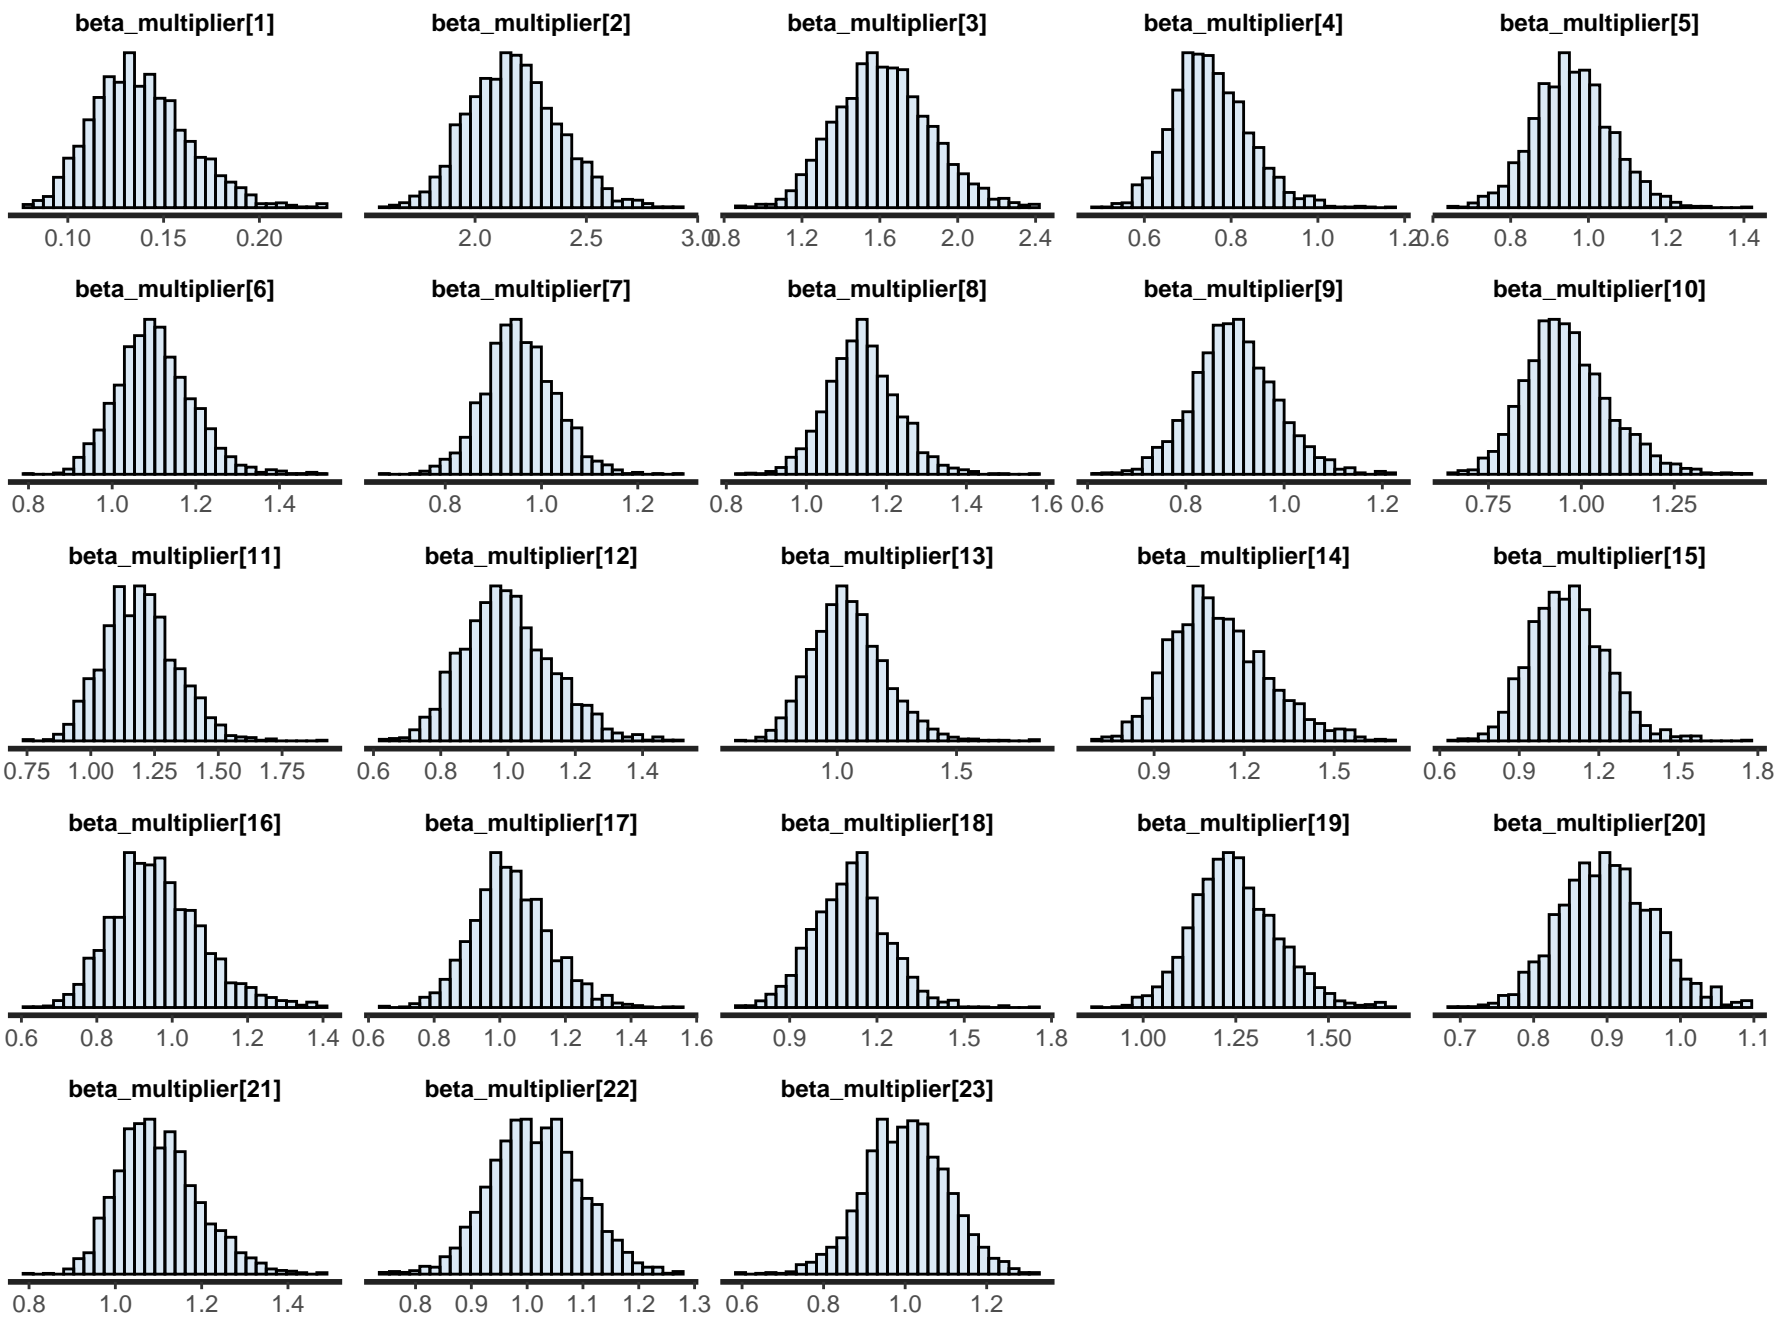 beta_multiplier[1] beta_multiplier[2] beta_multiplier[3] beta_multiplier[4] beta_multiplier[5]
0.10 0.15 0.20 2.0 2.5 3.0 0.8 1.2 1.6 2.0 2.4 0.6 0.8 1.0 1.2 0.6 0.8 1.0 1.2 1.4
beta_multiplier[6] beta_multiplier[7] beta_multiplier[8] beta_multiplier[9] beta_multiplier[10]
0.8 1.0 1.2 1.4 0.8 1.0 1.2 0.8 1.0 1.2 1.4 1.6 0.6 0.8 1.0 1.2 0.75 1.00 1.25
beta_multiplier[11] beta_multiplier[12] beta_multiplier[13] beta_multiplier[14] beta_multiplier[15]
0.75 1.00 1.25 1.50 1.75 0.6 0.8 1.0 1.2 1.4 1.0 1.5 0.9 1.2 1.5 0.6 0.9 1.2 1.5 1.8
beta_multiplier[16] beta_multiplier[17] beta_multiplier[18] beta_multiplier[19] beta_multiplier[20]
0.6 0.8 1.0 1.2 1.4 0.6 0.8 1.0 1.2 1.4 1.6 0.9 1.2 1.5 1.8 1.00 1.25 1.50 0.7 0.8 0.9 1.0 1.1
beta_multiplier[21] beta_multiplier[22] beta_multiplier[23]
0.8 1.0 1.2 1.4 0.8 0.9 1.0 1.1 1.2 1.3 0.6 0.8 1.0 1.2